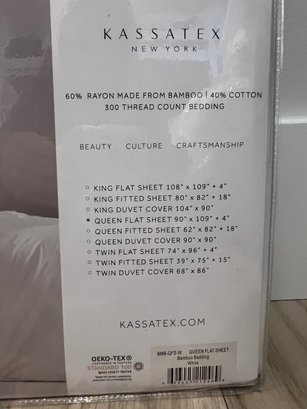 KASSATEX
NEW YORK
60% RAYON MADE FROM BAMBOO | 40% COTTON
300 THREAD COUNT BEDDING
BEAUTY CULTURE CRAFTSMANSHIP
KING FLAT SHEET 108" x 109" + 4"
KING FITTED SHEET 80" x 82" + 18"
KING DUVET COVER 104" x 90"
QUEEN FLAT SHEET 90" x 109" + 4"
QUEEN FITTED SHEET 62" x 82" + 18"
QUEEN DUVET COVER 90" x 90"
TWIN FLAT SHEET 74" x 96" + 4"
TWIN FITTED SHEET 39" x 75" + 15"
TWIN DUVET COVER 68" x 86"
KASSATEX.COM
OEKO-TEX®
STANDARD 100
BMB-QFS-W QUEEN FLAT SHEET
Bamboo Bedding
White